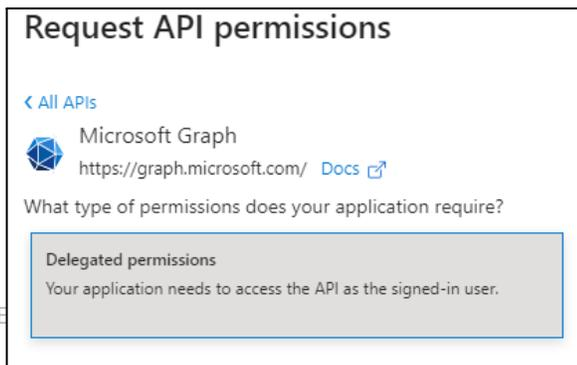 Request API permissions
All APIs
Microsoft Graph
https://graph.microsoft.com/ Docs
What type of permissions does your application require?
Delegated permissions
Your application needs to access the API as the signed-in user.